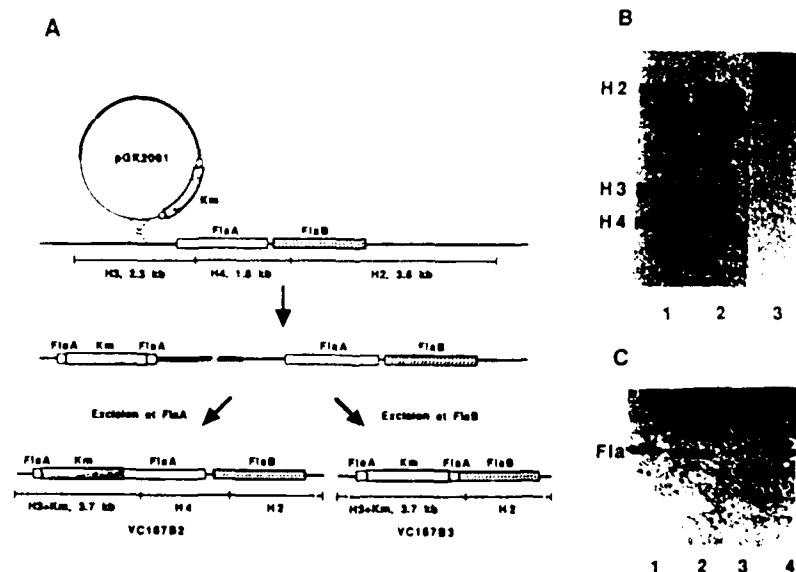 A
Km
FlaA FlaB
H3, 2.3 kb H4, 1.6 kb H2, 3.6 kb
FlaA Km FlaA FlaA FlaB
Excision at FlaA Excision at FlaB
FlaA Km FlaA FlaB FlaA Km FlaA FlaB
H3+Km, 3.7 kb H4 H2 H3+Km, 3.7 kb H2
YC167B2 YC167B3
B
H2
H3
H4
1 2 3
C
Fla
1 2 3 4